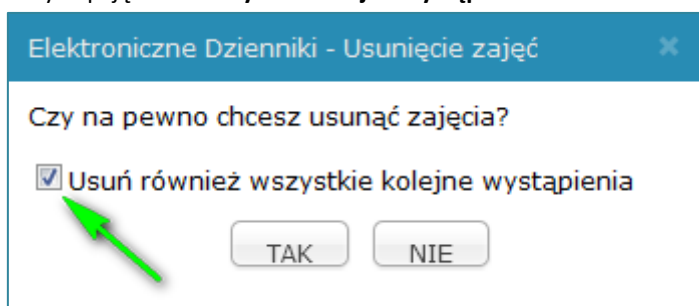 Elektroniczne Dzienniki - Usunięcie zajęć
Czy na pewno chcesz usunąć zajęcia?
Usuń również wszystkie kolejne wystąpienia
TAK NIE